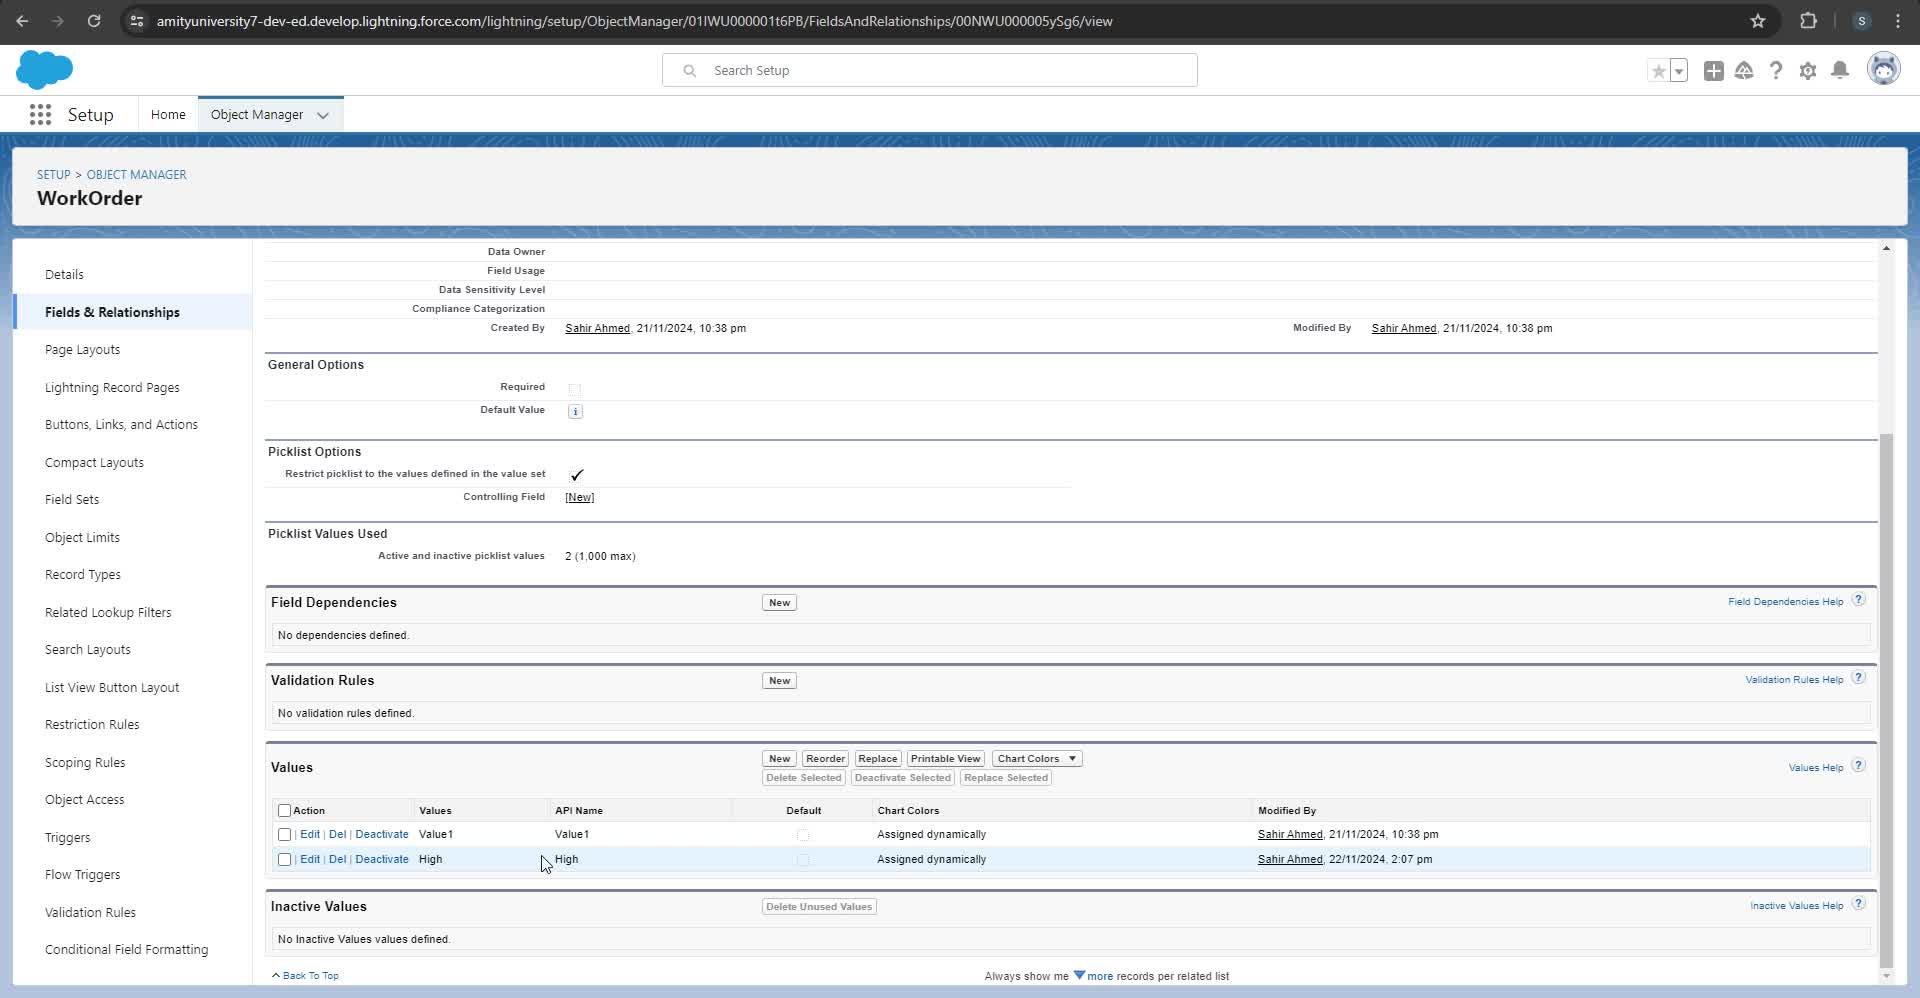 amityuniversity7-dev-ed.develop.lightning.force.com/lightning/setup/ObjectManager/01IWU000001t6PB/FieldsAndRelationships/00NWU000005ySg6/view
S
Search Setup
Setup
Home
Object Manager
SETUP > OBJECT MANAGER
WorkOrder
Details
Fields & Relationships
Page Layouts
Lightning Record Pages
Buttons, Links, and Actions
Compact Layouts
Field Sets
Object Limits
Record Types
Related Lookup Filters
Search Layouts
List View Button Layout
Restriction Rules
Scoping Rules
Object Access
Triggers
Flow Triggers
Validation Rules
Conditional Field Formatting
Data Owner
Field Usage
Data Sensitivity Level
Compliance Categorization
Created By Sahir Ahmed, 21/11/2024, 10:38 pm Modified By Sahir Ahmed, 21/11/2024, 10:38 pm
General Options
Required
Default Value i
Picklist Options
Restrict picklist to the values defined in the value set
Controlling Field [New]
Picklist Values Used
Active and inactive picklist values 2 (1,000 max)
Field Dependencies New Field Dependencies Help ?
No dependencies defined.
Validation Rules New Validation Rules Help ?
No validation rules defined.
Values New Reorder Replace Printable View Chart Colors Values Help ?
Delete Selected Deactivate Selected Replace Selected
Action Values API Name Default Chart Colors Modified By
| Edit | Del | Deactivate Value1 Value1 Assigned dynamically Sahir Ahmed, 21/11/2024, 10:38 pm
| Edit | Del | Deactivate High High Assigned dynamically Sahir Ahmed, 22/11/2024, 2:07 pm
Inactive Values Delete Unused Values Inactive Values Help ?
No Inactive Values values defined.
Back To Top Always show me more records per related list